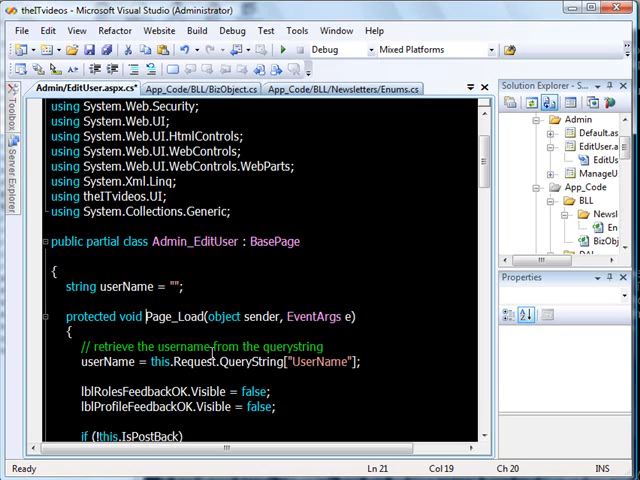 theITvideos - Microsoft Visual Studio (Administrator)
File Edit View Refactor Website Build Debug Test Tools Window Help
Debug Mixed Platforms
Admin/EditUser.aspx.cs* App_Code/BLL/BizObject.cs App_Code/BLL/Newsletters/Enums.cs
Toolbox
Server Explorer
using System.Web.Security;
using System.Web.UI;
using System.Web.UI.HtmlControls;
using System.Web.UI.WebControls;
using System.Web.UI.WebControls.WebParts;
using System.Xml.Linq;
using theITvideos.UI;
using System.Collections.Generic;
public partial class Admin_EditUser : BasePage
{
string userName = "";
protected void Page_Load(object sender, EventArgs e)
{
// retrieve the username from the querystring
userName = this.Request.QueryString["UserName"];
lblRolesFeedbackOK.Visible = false;
lblProfileFeedbackOK.Visible = false;
if (!this.IsPostBack)
Solution Explorer -
Admin
Default.as
EditUser.a
EditUs
ManageU
App_Code
BLL
Newsl
En
BizObj
Properties
Ready Ln 21 Col 19 Ch 20